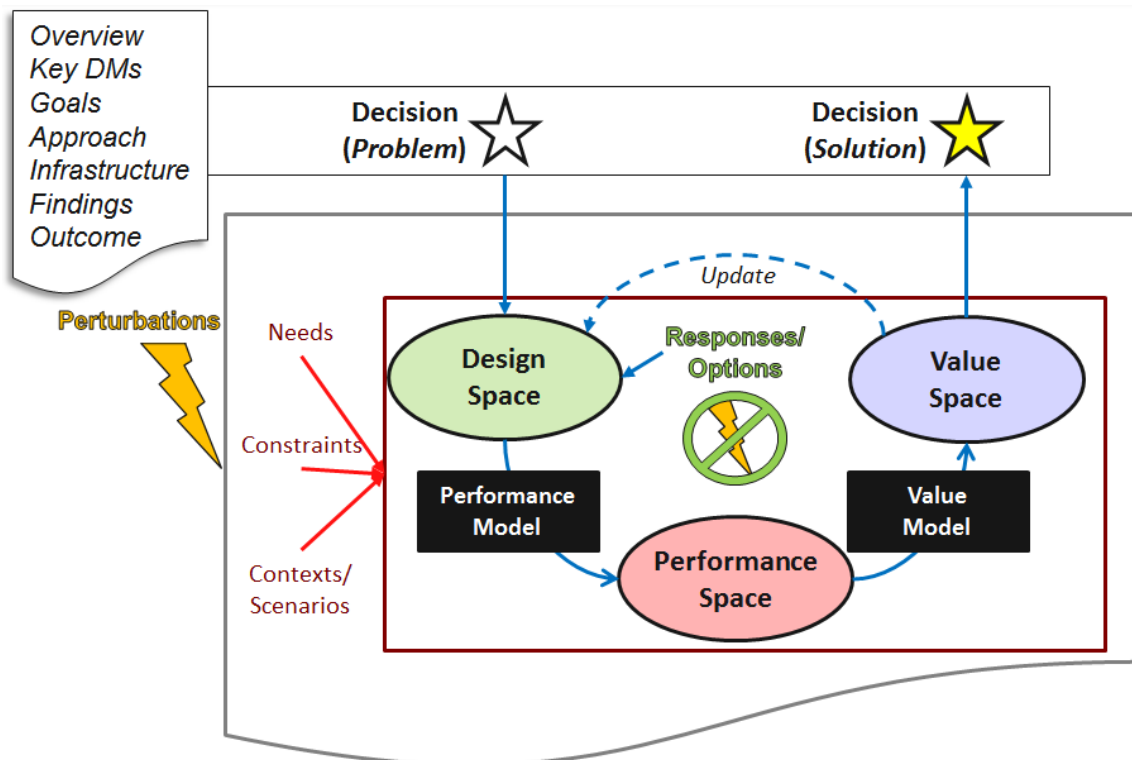 Overview
Key DMs
Goals
Approach
Infrastructure
Findings
Outcome
Decision
(Problem)
Decision
(Solution)
Update
Perturbations
Needs
Constraints
Contexts/
Scenarios
Design
Space
Responses/
Options
Value
Space
Performance
Model
Value
Model
Performance
Space